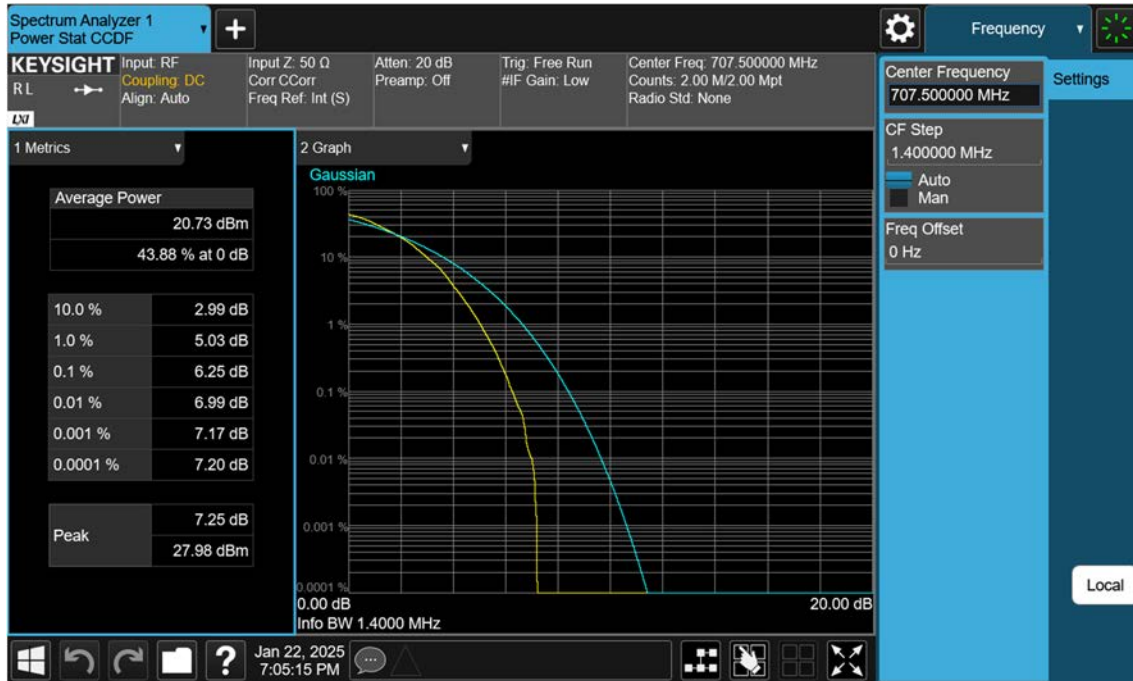 Spectrum Analyzer 1
Power Stat CCDF
Frequency
KEYSIGHT
RL
LXI
Input: RF
Coupling: DC
Align: Auto
Input Z: 50 Ω
Corr CCorr
Freq Ref: Int (S)
Atten: 20 dB
Preamp: Off
Trig: Free Run
#IF Gain: Low
Center Freq: 707.500000 MHz
Counts: 2.00 M/2.00 Mpt
Radio Std: None
Center Frequency
707.500000 MHz
Settings
CF Step
1.400000 MHz
Auto
Man
Freq Offset
0 Hz
Local
1 Metrics
Average Power
20.73 dBm
43.88 % at 0 dB
10.0 % 2.99 dB
1.0 % 5.03 dB
0.1 % 6.25 dB
0.01 % 6.99 dB
0.001 % 7.17 dB
0.0001 % 7.20 dB
Peak 7.25 dB
27.98 dBm
2 Graph
Gaussian
100 %
10 %
1 %
0.1 %
0.01 %
0.001 %
0.0001 %
0.00 dB 20.00 dB
Info BW 1.4000 MHz
?
Jan 22, 2025
7:05:15 PM